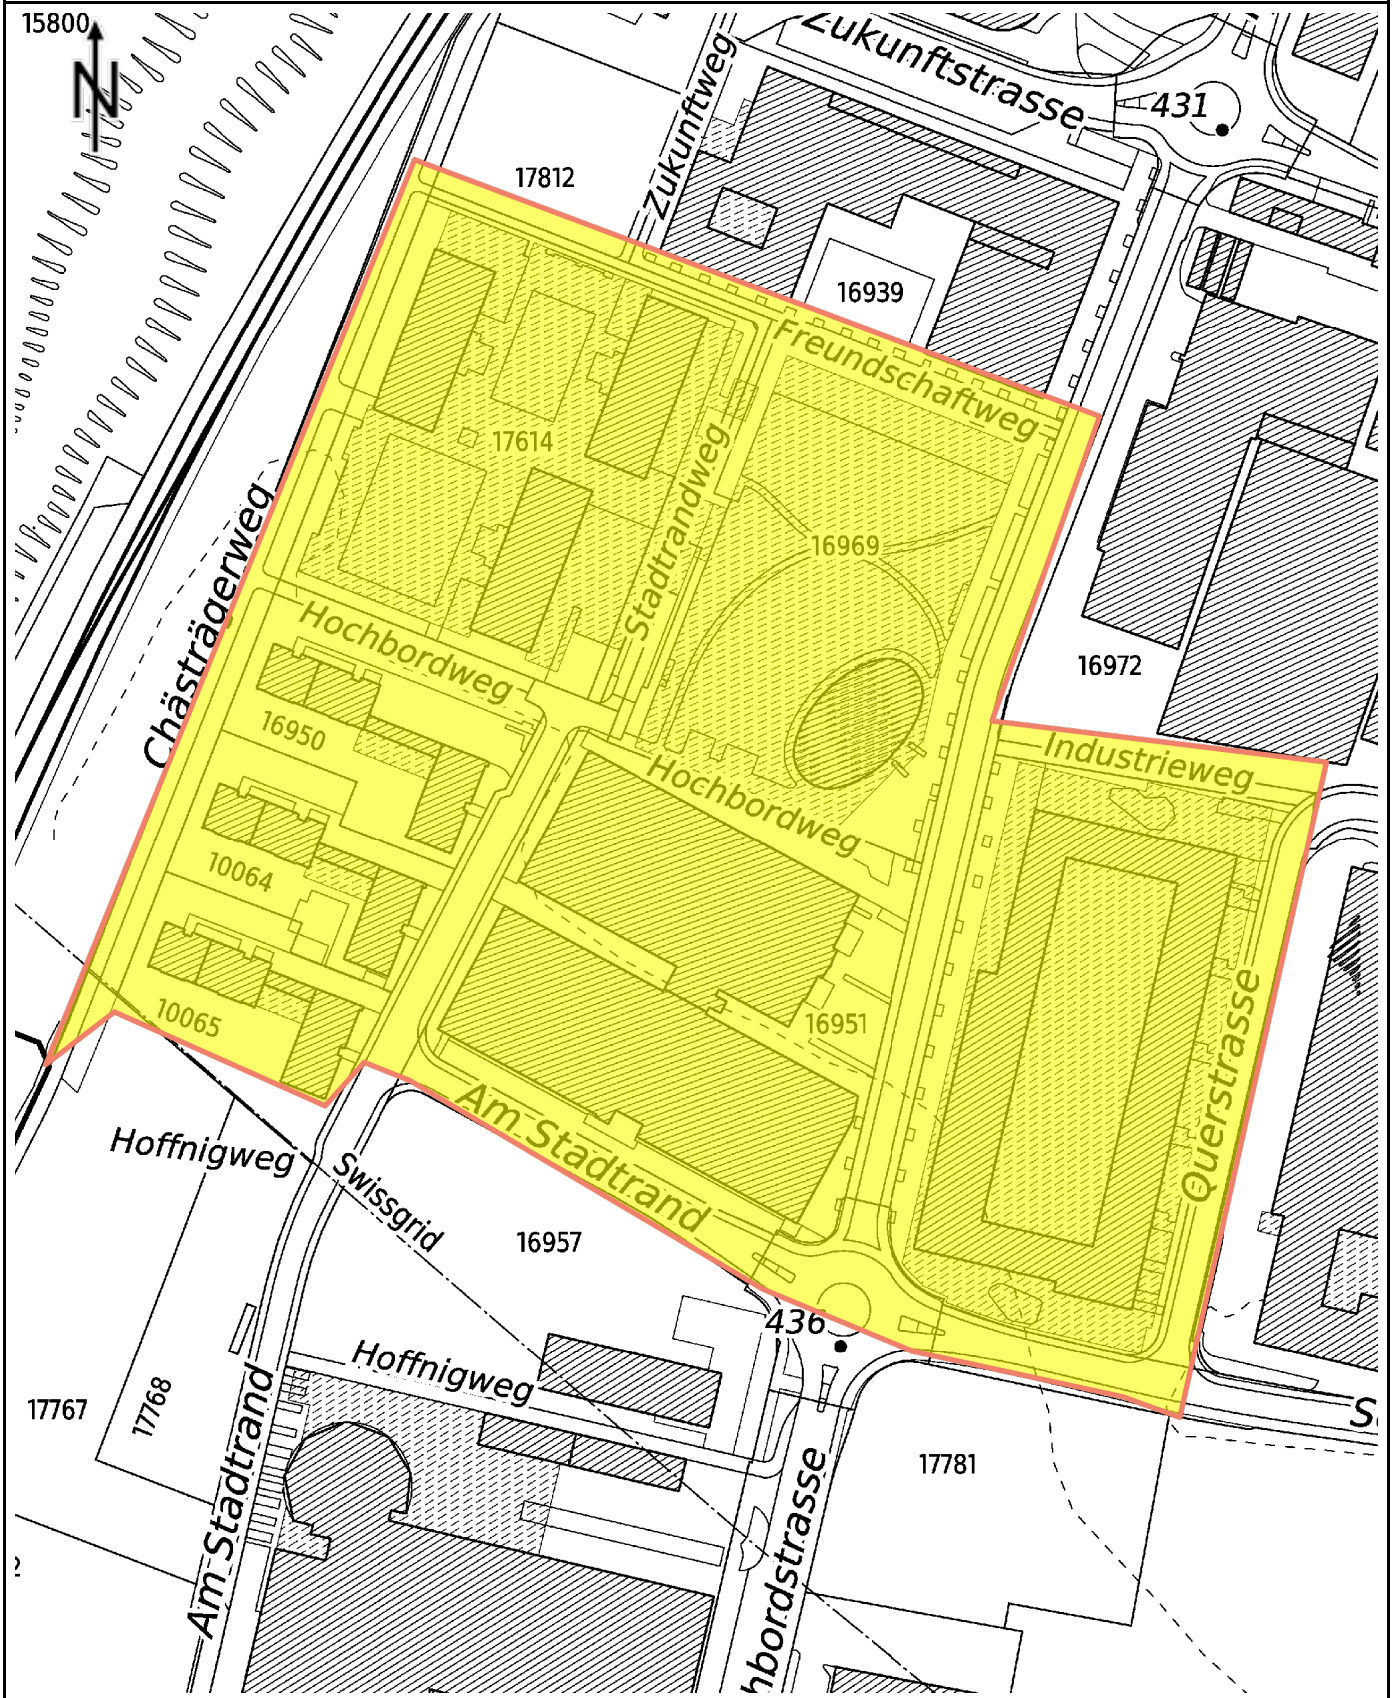 15800
N
Zukunftstrasse
431
Zukunftweg
17812
16939
Freundschaftweg
17614
Stadtrandweg
16969
Chästrägerweg
Hochbordweg
16972
16950
Industrieweg
Hochbordweg
10064
10065
16951
Querstrasse
Am Stadtrand
Hoffnigweg
Swissgrid
16957
436
Hoffnigweg
17767
17768
17781
Am Stadtrand
hbordstrasse
S
2